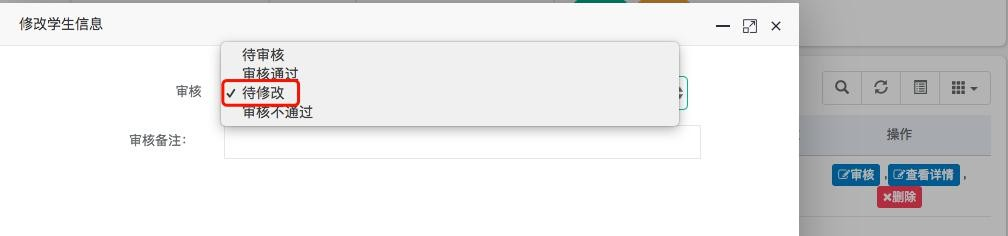 修改学生信息
待审核
审核通过
审核
待修改
审核不通过
审核备注：
操作
审核 , 查看详情 ,
删除